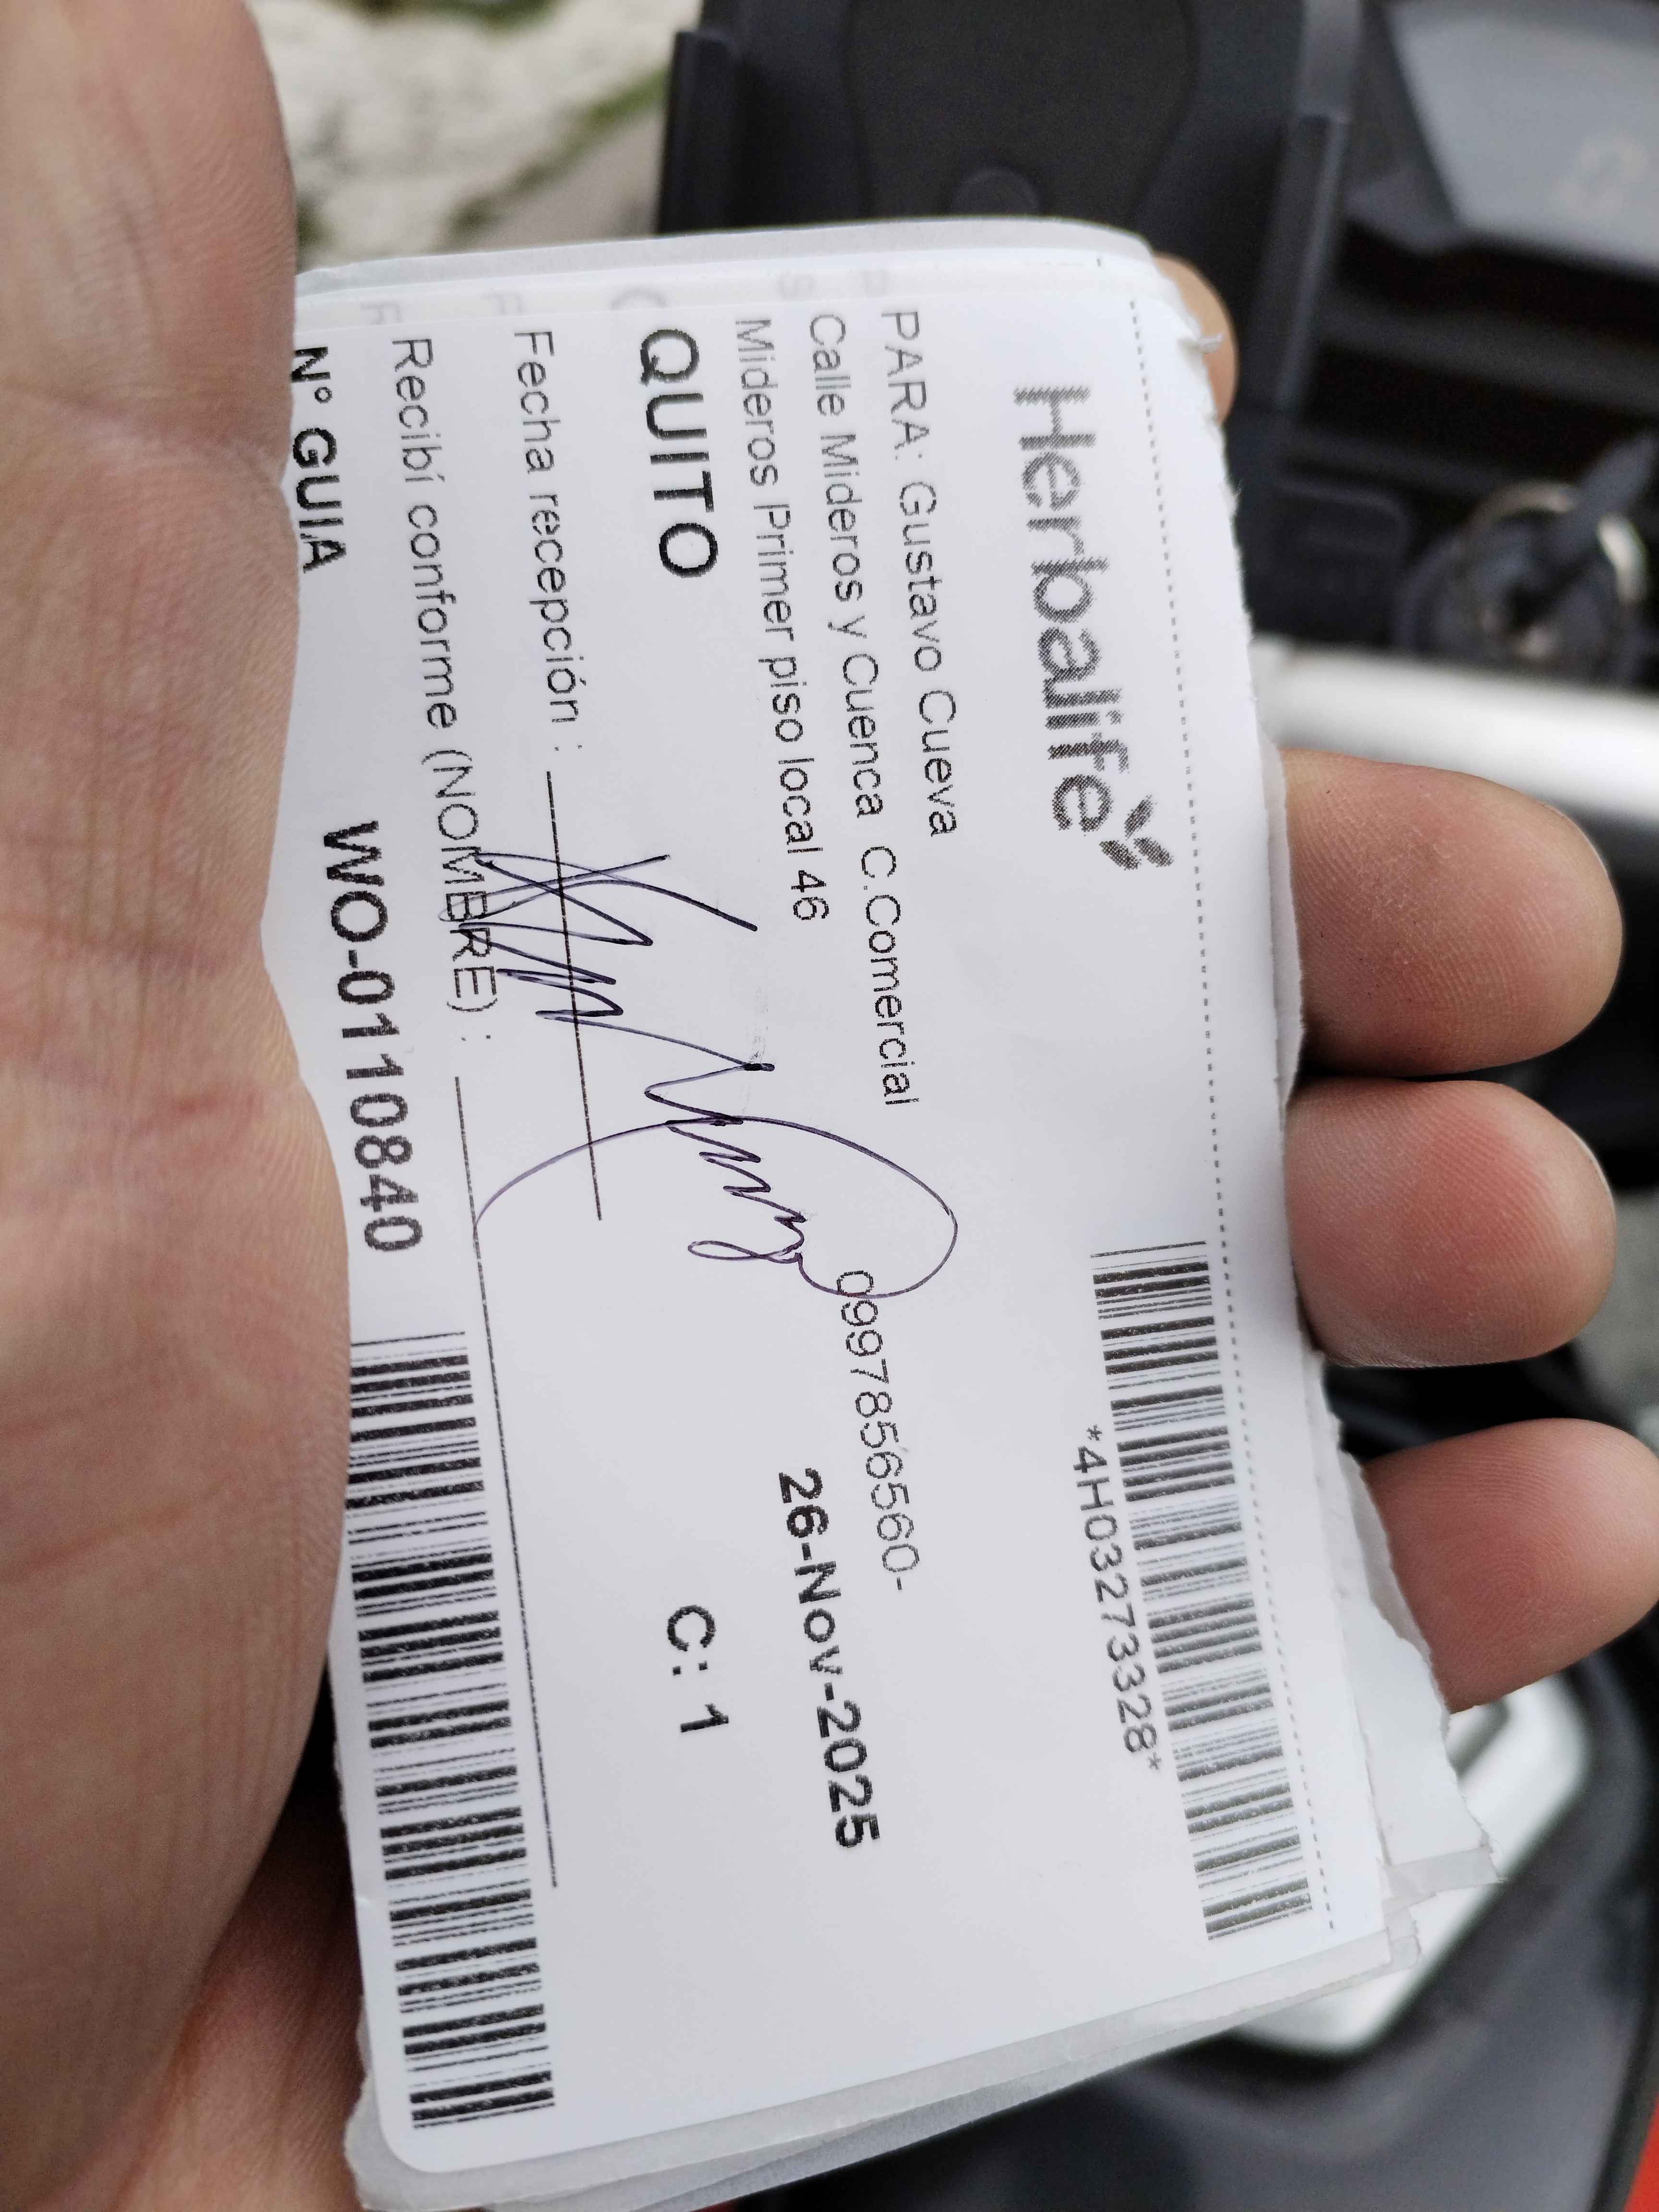 Herbalife
*4H03273328*
PARA: Gustavo Cueva
Calle Mideros y Cuenca C.Comercial 0997856560-
Mideros Primer piso local 46
26-Nov-2025
QUITO
C: 1
Fecha recepción :
Recibí conforme (NOMBRE) :
N° GUIA WO-0110840